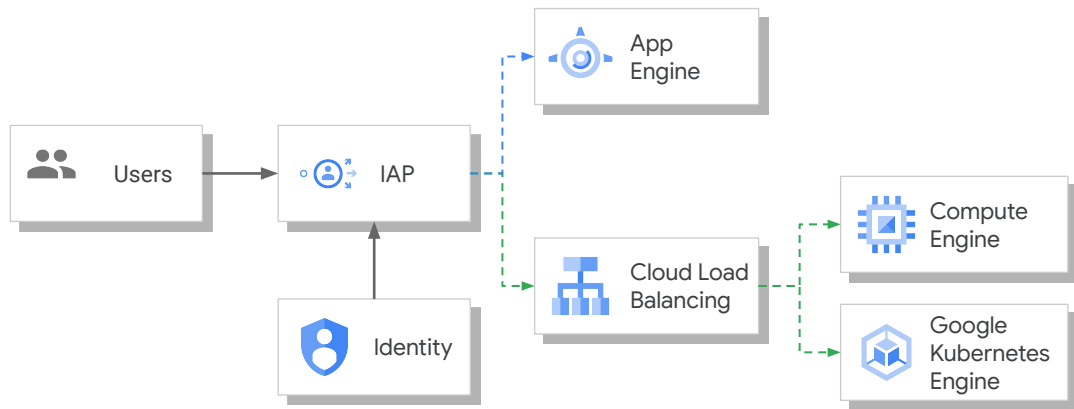 Users
IAP
Identity
App
Engine
Cloud Load
Balancing
Compute
Engine
Google
Kubernetes
Engine